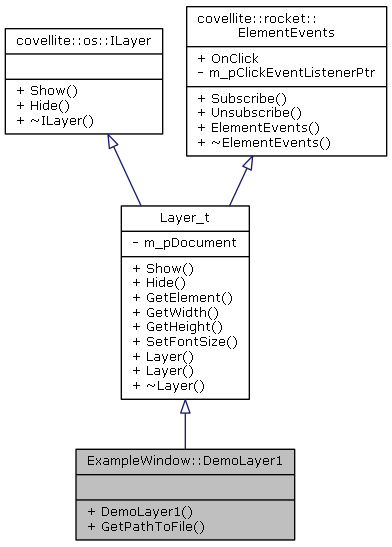 covellite::os::ILayer
+ Show()
+ Hide()
+ ~ILayer()
covellite::rocket::
ElementEvents
+ OnClick
- m_pClickEventListenerPtr
+ Subscribe()
+ Unsubscribe()
+ ElementEvents()
+ ~ElementEvents()
Layer_t
- m_pDocument
+ Show()
+ Hide()
+ GetElement()
+ GetWidth()
+ GetHeight()
+ SetFontSize()
+ Layer()
+ Layer()
+ ~Layer()
ExampleWindow::DemoLayer1
+ DemoLayer1()
+ GetPathToFile()